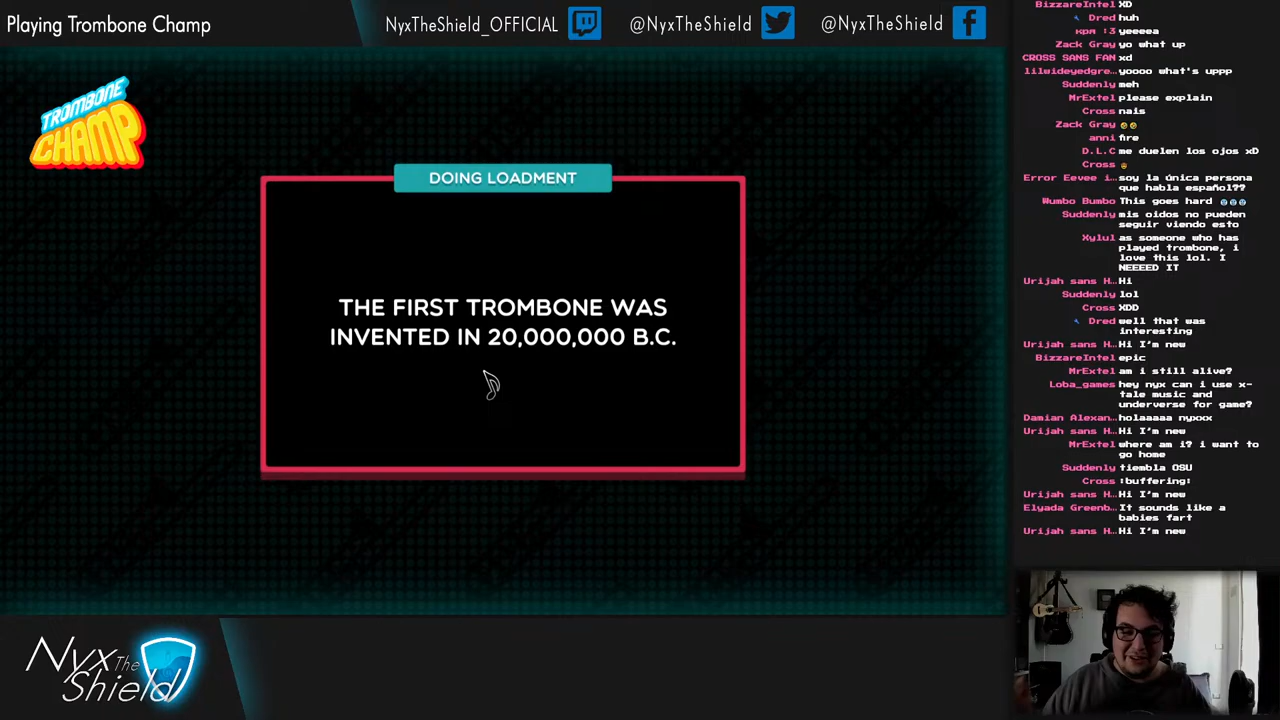 Playing Trombone Champ
NyxTheShield_OFFICIAL
@NyxTheShield
@NyxTheShield
TROMBONE
CHAMP
DOING LOADMENT
THE FIRST TROMBONE WAS
INVENTED IN 20,000,000 B.C.
Nyx The
Shield
BizzareIntel XD
Dred huh
крм :3 yeeeea
Zack Gray yo what up
CROSS SANS FAN xd
lilwideyedgre… yoooo what's uppp
Suddenly meh
MrExtel please explain
Cross nais
Zack Gray
anni fire
D.L.C me duelen los ojos xD
Cross
Error Eevee i… soy la única persona
que habla español??
Wumbo Bumbo This goes hard
Suddenly mis oidos no pueden
seguir viendo esto
Xylul as someone who has
played trombone, i
love this lol. I
NEEEED IT
Urijah sans H… Hi
Suddenly lol
Cross XDD
Dred well that was
interesting
Urijah sans H… Hi I'm new
BizzareIntel epic
MrExtel am i still alive?
Loba_games hey nyx can i use x-
tale music and
underverse for game?
Damian Alexan… holaaaaa nyxxx
Urijah sans H… Hi I'm new
MrExtel where am i? i want to
go home
Suddenly tiembla OSU
Cross :buffering:
Urijah sans H… Hi I'm new
Elyada Greenb… It sounds like a
babies fart
Urijah sans H… Hi I'm new